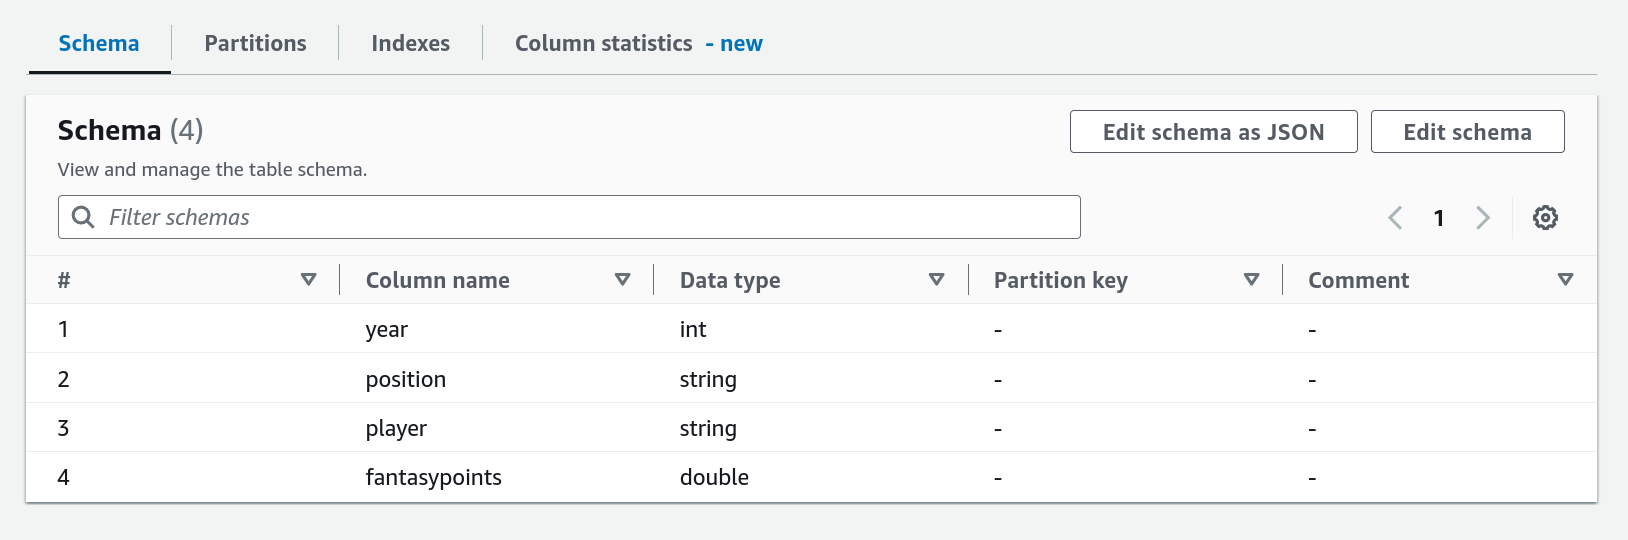 Schema Partitions Indexes Column statistics - new
Schema (4) Edit schema as JSON Edit schema
View and manage the table schema.
Filter schemas 1
# Column name Data type Partition key Comment
1 year int - -
2 position string - -
3 player string - -
4 fantasypoints double - -